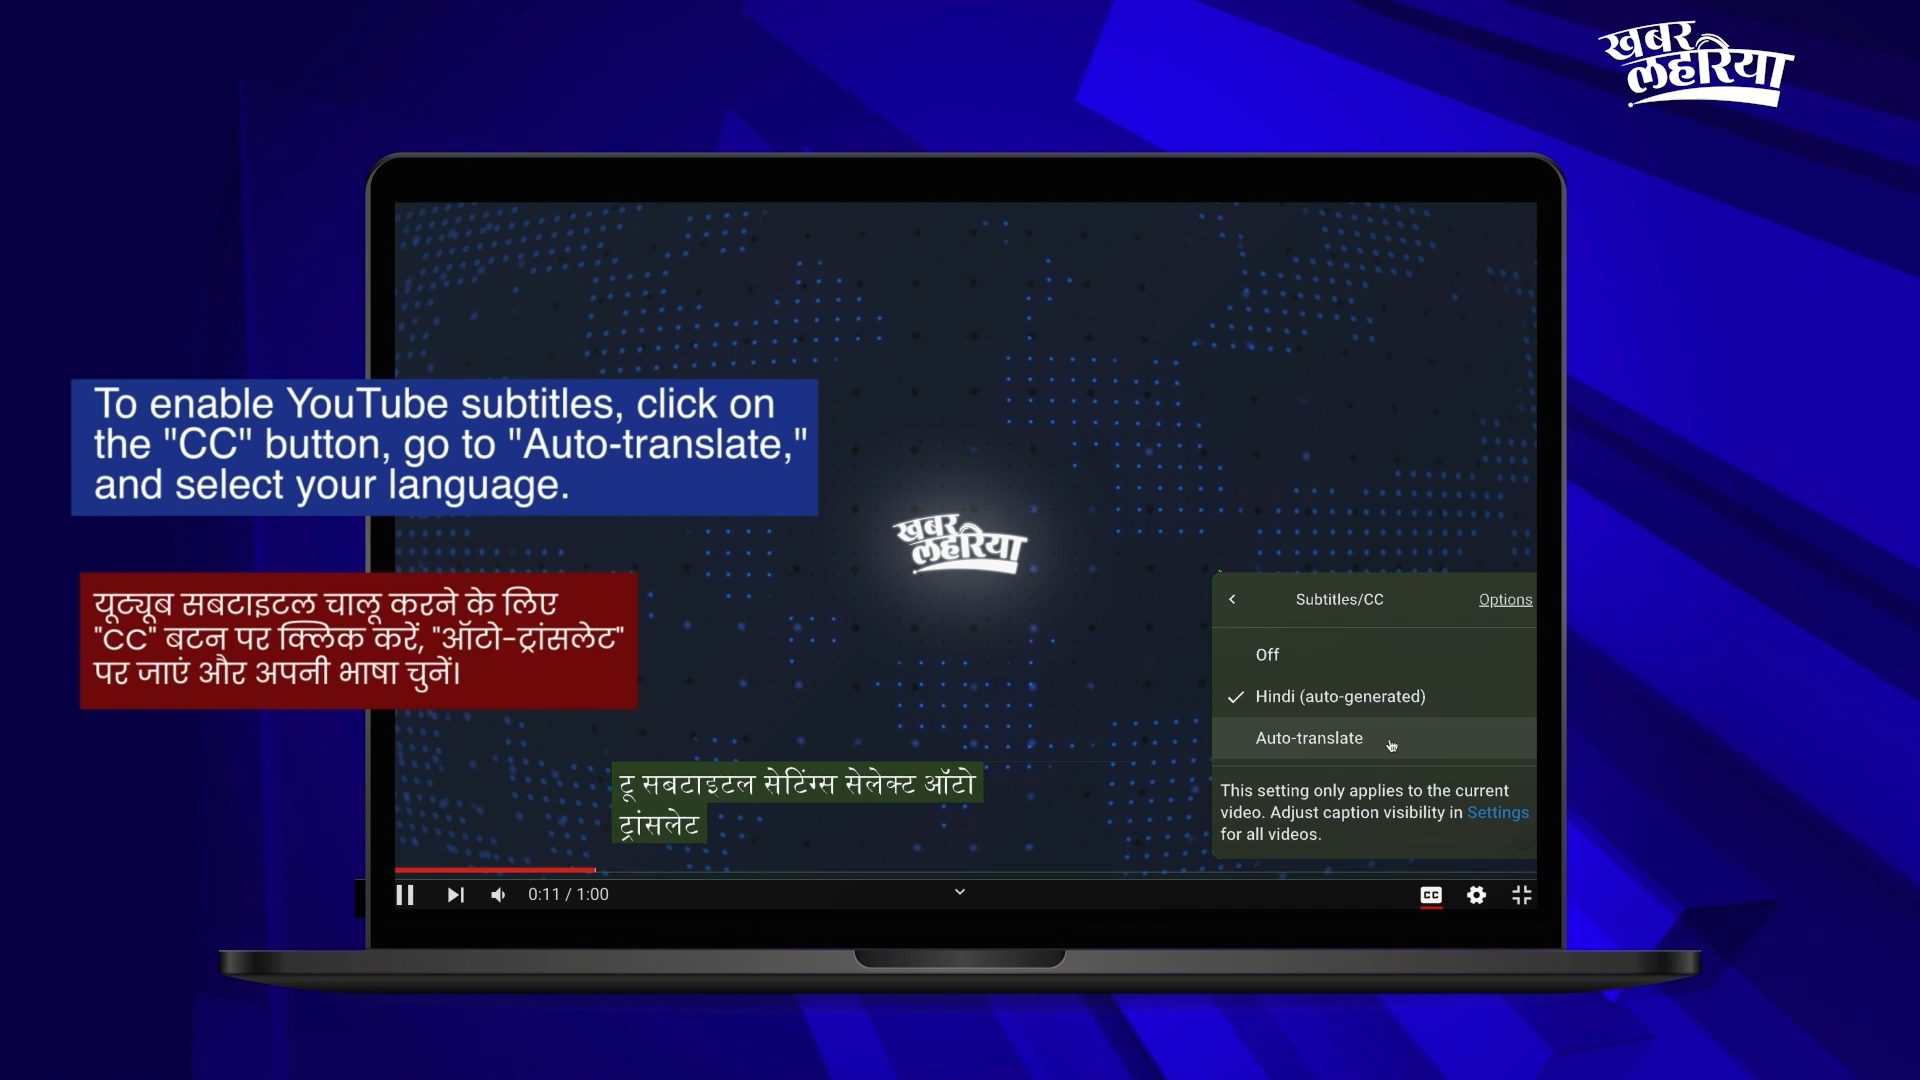 खबर
लहरिया
To enable YouTube subtitles, click on
the "CC" button, go to "Auto-translate,"
and select your language.
खबर
लहरिया
यूट्यूब सबटाइटल चालू करने के लिए
"CC" बटन पर क्लिक करें, "ऑटो-ट्रांसलेट"
पर जाएं और अपनी भाषा चुनें।
Subtitles/CC Options
Off
Hindi (auto-generated)
Auto-translate
This setting only applies to the current
video. Adjust caption visibility in Settings
for all videos.
टू सबटाइटल सेटिंग्स सेलेक्ट ऑटो
ट्रांसलेट
0:11 / 1:00
CC